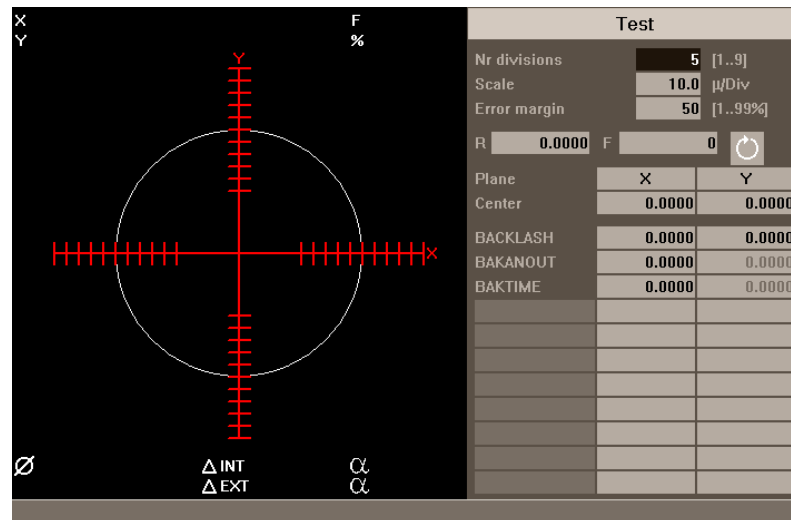 X F
Y %
Y
X
Ø
Δ INT α
Δ EXT α
Test
Nr divisions 5 [1..9]
Scale 10.0 µ/Div
Error margin 50 [1..99%]
R 0.0000 F 0
Plane X Y
Center 0.0000 0.0000
BACKLASH 0.0000 0.0000
BAKANOUT 0.0000 0.0000
BAKTIME 0.0000 0.0000